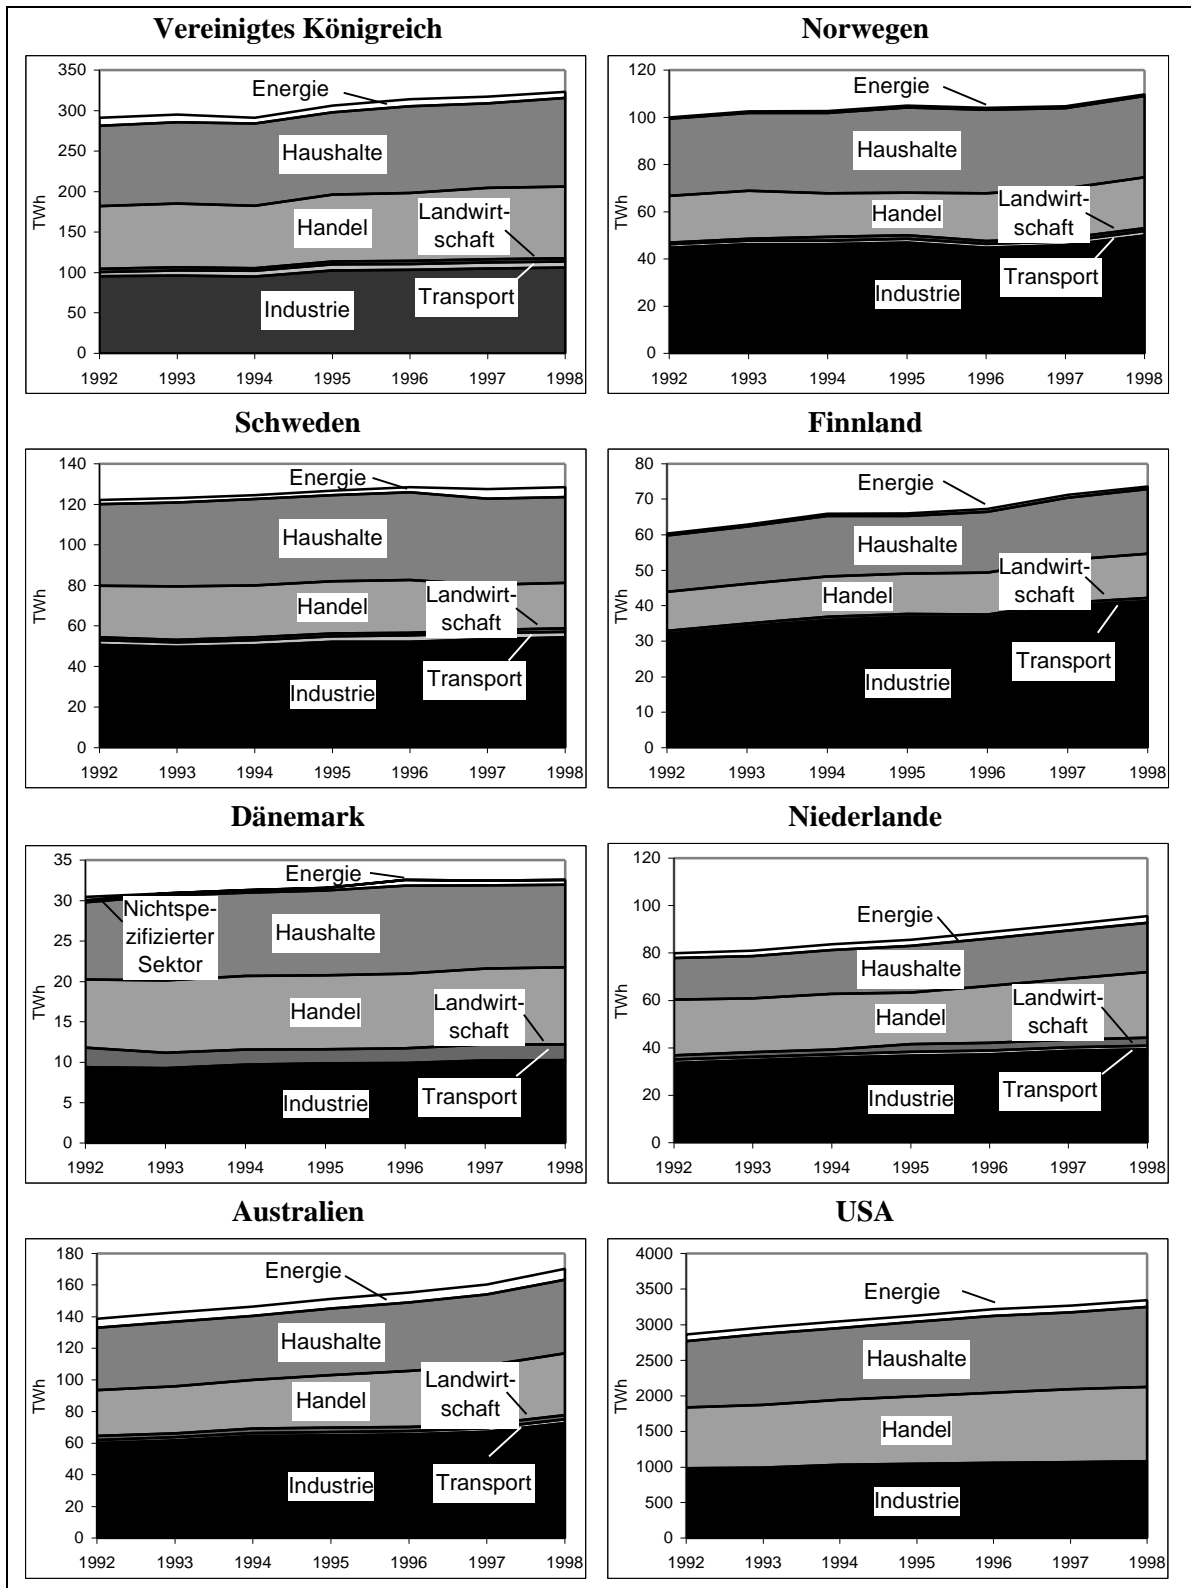 Vereinigtes Königreich
350
300
250
200
150
100
50
0
TWh
Energie
Haushalte
Handel
Landwirt-
schaft
Transport
Industrie
1992 1993 1994 1995 1996 1997 1998
Norwegen
120
100
80
60
40
20
0
TWh
Energie
Haushalte
Handel
Landwirt-
schaft
Transport
Industrie
1992 1993 1994 1995 1996 1997 1998
Schweden
140
120
100
80
60
40
20
0
TWh
Energie
Haushalte
Handel
Landwirt-
schaft
Transport
Industrie
1992 1993 1994 1995 1996 1997 1998
Finnland
80
70
60
50
40
30
20
10
0
TWh
Energie
Haushalte
Handel
Landwirt-
schaft
Transport
Industrie
1992 1993 1994 1995 1996 1997 1998
Dänemark
35
30
25
20
15
10
5
0
TWh
Energie
Nichtspe-
zifizierter
Sektor
Haushalte
Handel
Landwirt-
schaft
Transport
Industrie
1992 1993 1994 1995 1996 1997 1998
Niederlande
120
100
80
60
40
20
0
TWh
Energie
Haushalte
Handel
Landwirt-
schaft
Transport
Industrie
1992 1993 1994 1995 1996 1997 1998
Australien
180
160
140
120
100
80
60
40
20
0
TWh
Energie
Haushalte
Handel
Landwirt-
schaft
Transport
Industrie
1992 1993 1994 1995 1996 1997 1998
USA
4000
3500
3000
2500
2000
1500
1000
500
0
TWh
Energie
Haushalte
Handel
Industrie
1992 1993 1994 1995 1996 1997 1998